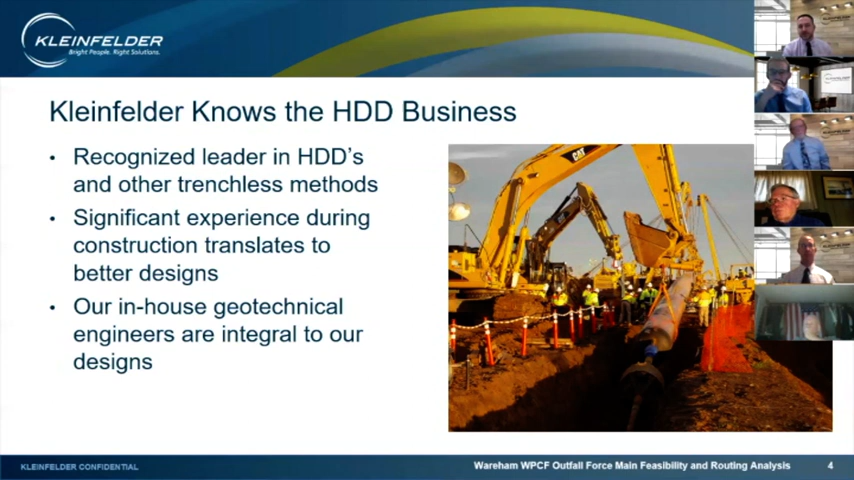 KLEINFELDER
Bright People. Right Solutions.
Kleinfelder Knows the HDD Business
• Recognized leader in HDD's
and other trenchless methods
• Significant experience during
construction translates to
better designs
• Our in-house geotechnical
engineers are integral to our
designs
CAT
KLEINFELDER CONFIDENTIAL
Wareham WPCF Outfall Force Main Feasibility and Routing Analysis 4